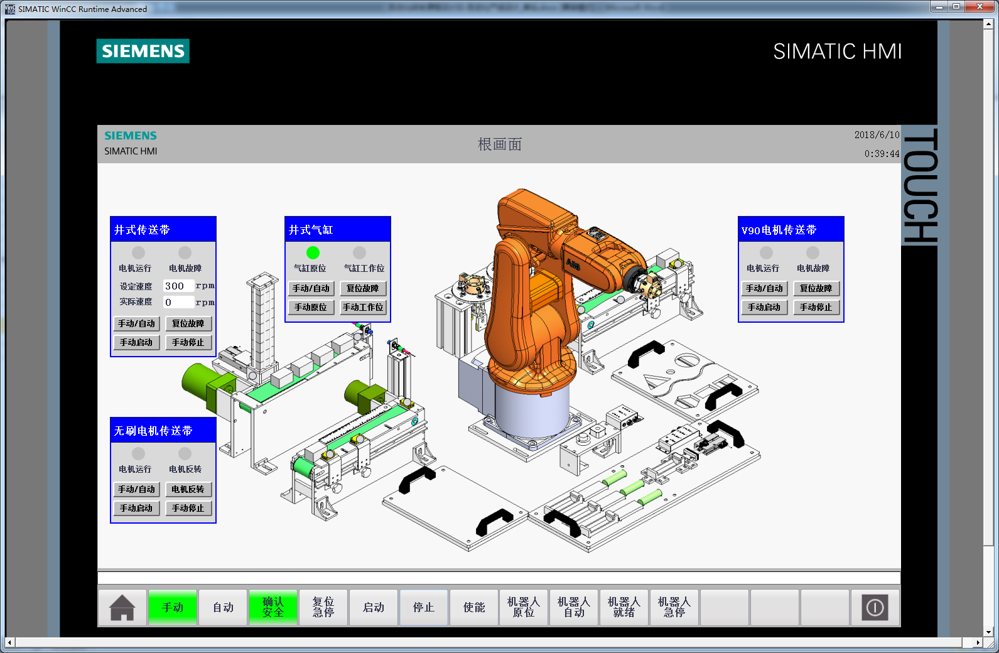 SIMATIC WinCC Runtime Advanced
SIEMENS
SIMATIC HMI
SIEMENS
SIMATIC HMI
根画面
2018/6/10
0:39:44
TOUCH
井式传送带
电机运行 电机故障
设定速度 300 rpm
实际速度 0 rpm
手动/自动 复位故障
手动启动 手动停止
井式气缸
气缸原位 气缸工作位
手动/自动 复位故障
手动原位 手动工作位
V90电机传送带
电机运行 电机故障
手动/自动 复位故障
手动启动 手动停止
ABB
无刷电机传送带
电机运行 电机反转
手动/自动 电机反转
手动启动 手动停止
手动
自动
确认
安全
复位
急停
启动
停止
使能
机器人
原位
机器人
自动
机器人
就绪
机器人
急停